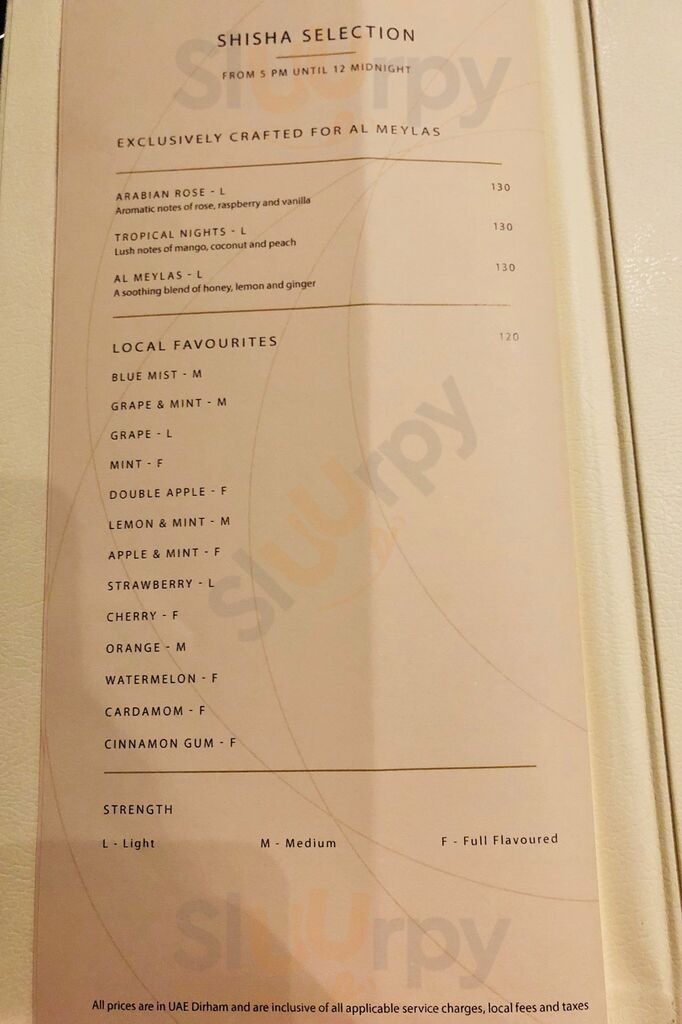 SHISHA SELECTION
FROM 5 PM UNTIL 12 MIDNIGHT
EXCLUSIVELY CRAFTED FOR AL MEYLAS
ARABIAN ROSE - L 130
Aromatic notes of rose, raspberry and vanilla
TROPICAL NIGHTS - L 130
Lush notes of mango, coconut and peach
AL MEYLAS - L 130
A soothing blend of honey, lemon and ginger
LOCAL FAVOURITES 120
BLUE MIST - M
GRAPE & MINT - M
GRAPE - L
MINT - F
DOUBLE APPLE - F
LEMON & MINT - M
APPLE & MINT - F
STRAWBERRY - L
CHERRY - F
ORANGE - M
WATERMELON - F
CARDAMOM - F
CINNAMON GUM - F
STRENGTH
L - Light M - Medium F - Full Flavoured
All prices are in UAE Dirham and are inclusive of all applicable service charges, local fees and taxes
Sluurpy
Sluurpy
Sluurpy